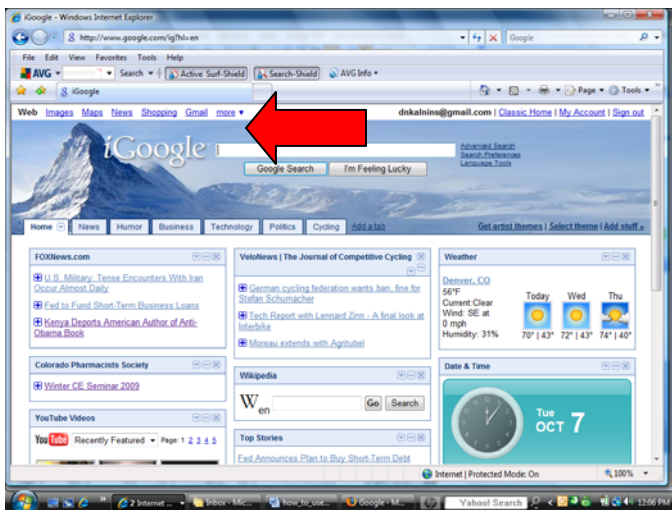 iGoogle - Windows Internet Explorer
http://www.google.com/ig?hl=en
Google
File Edit View Favorites Tools Help
AVG Search Active Surf-Shield Search-Shield AVG Info
iGoogle
Page Tools
Web Images Maps News Shopping Gmail more ▼
dnkalnins@gmail.com | Classic Home | My Account | Sign out
iGoogle
Advanced Search
Search Preferences
Language Tools
Google Search I'm Feeling Lucky
Home News Humor Business Technology Politics Cycling Add a tab
Get artist themes | Select theme | Add stuff »
FOXNews.com
U.S. Military: Tense Encounters With Iran
Occur Almost Daily
Fed to Fund Short-Term Business Loans
Kenya Deports American Author of Anti-
Obama Book
Colorado Pharmacists Society
Winter CE Seminar 2009
YouTube Videos
YouTube Recently Featured Page: 1 2 3 4 5
VeloNews | The Journal of Competitive Cycling
German cycling federation wants ban, fine for
Stefan Schumacher
Tech Report with Lennard Zinn - A final look at
Interbike
Moreau extends with Agritubel
Wikipedia
W en Go Search
Top Stories
Fed Announces Plan to Buy Short-Term Debt
Weather
Denver, CO
56°F
Current: Clear
Wind: SE at
0 mph
Humidity: 31%
Today Wed Thu
70° | 43° 72° | 43° 74° | 40°
Date & Time
Tue
OCT 7
Internet | Protected Mode: On 100%
2 Internet ... Inbox - Mic... how_to_use... Google - M... Yahoo! Search 12:06 PM